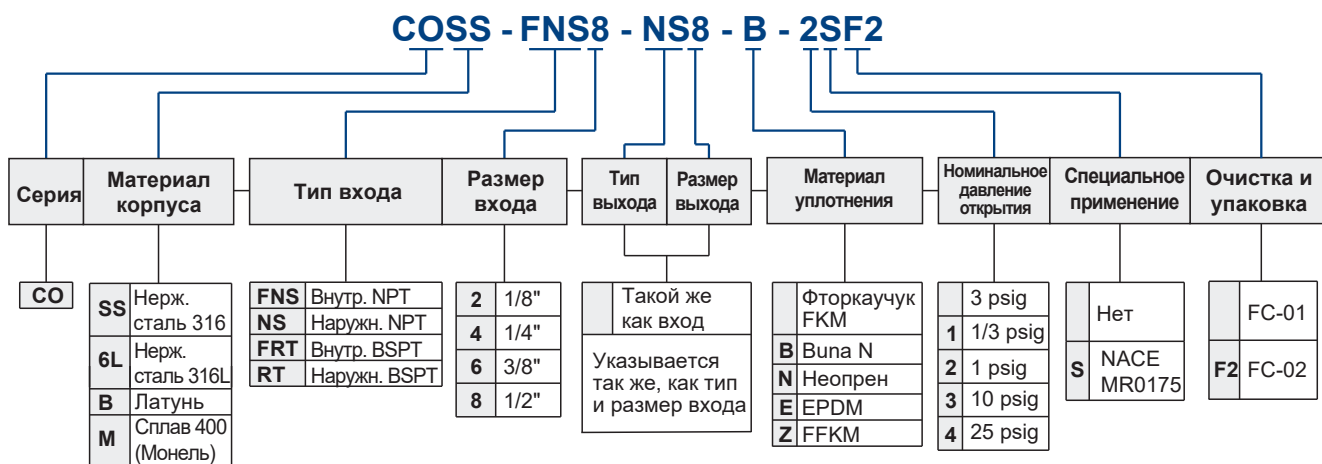 COSS - FNS8 - NS8 - B - 2SF2
Серия
Материал
корпуса
Тип входа
Размер
входа
Тип
выхода
Размер
выхода
Материал
уплотнения
Номинальное
давление
открытия
Специальное
применение
Очистка и
упаковка
CO
SS Нерж.
сталь 316
6L Нерж.
сталь 316L
B Латунь
M Сплав 400
(Монель)
FNS Внутр. NPT
NS Наружн. NPT
FRT Внутр. BSPT
RT Наружн. BSPT
2 1/8"
4 1/4"
6 3/8"
8 1/2"
Такой же
как вход
Указывается
так же, как тип
и размер входа
Фторкаучук
FKM
B Buna N
N Неопрен
E EPDM
Z FFKM
3 psig
1 1/3 psig
2 1 psig
3 10 psig
4 25 psig
Нет
S NACE
MR0175
FC-01
F2 FC-02